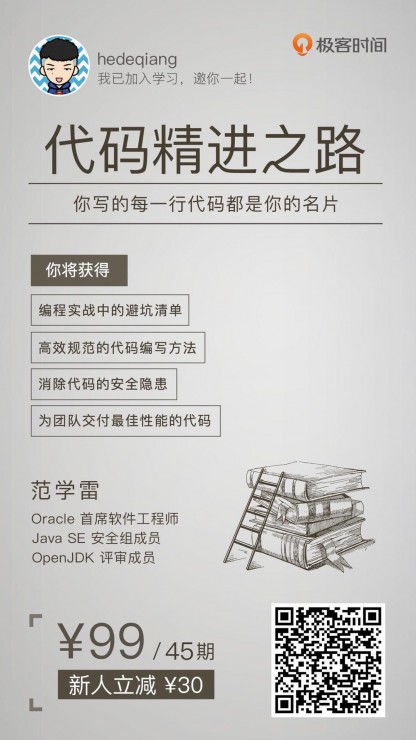 hedeqiang
我已加入学习，邀你一起！
极客时间
代码精进之路
你写的每一行代码都是你的名片
你将获得
编程实战中的避坑清单
高效规范的代码编写方法
消除代码的安全隐患
为团队交付最佳性能的代码
范学雷
Oracle 首席软件工程师
Java SE 安全组成员
OpenJDK 评审成员
¥99 / 45期
新人立减 ¥30